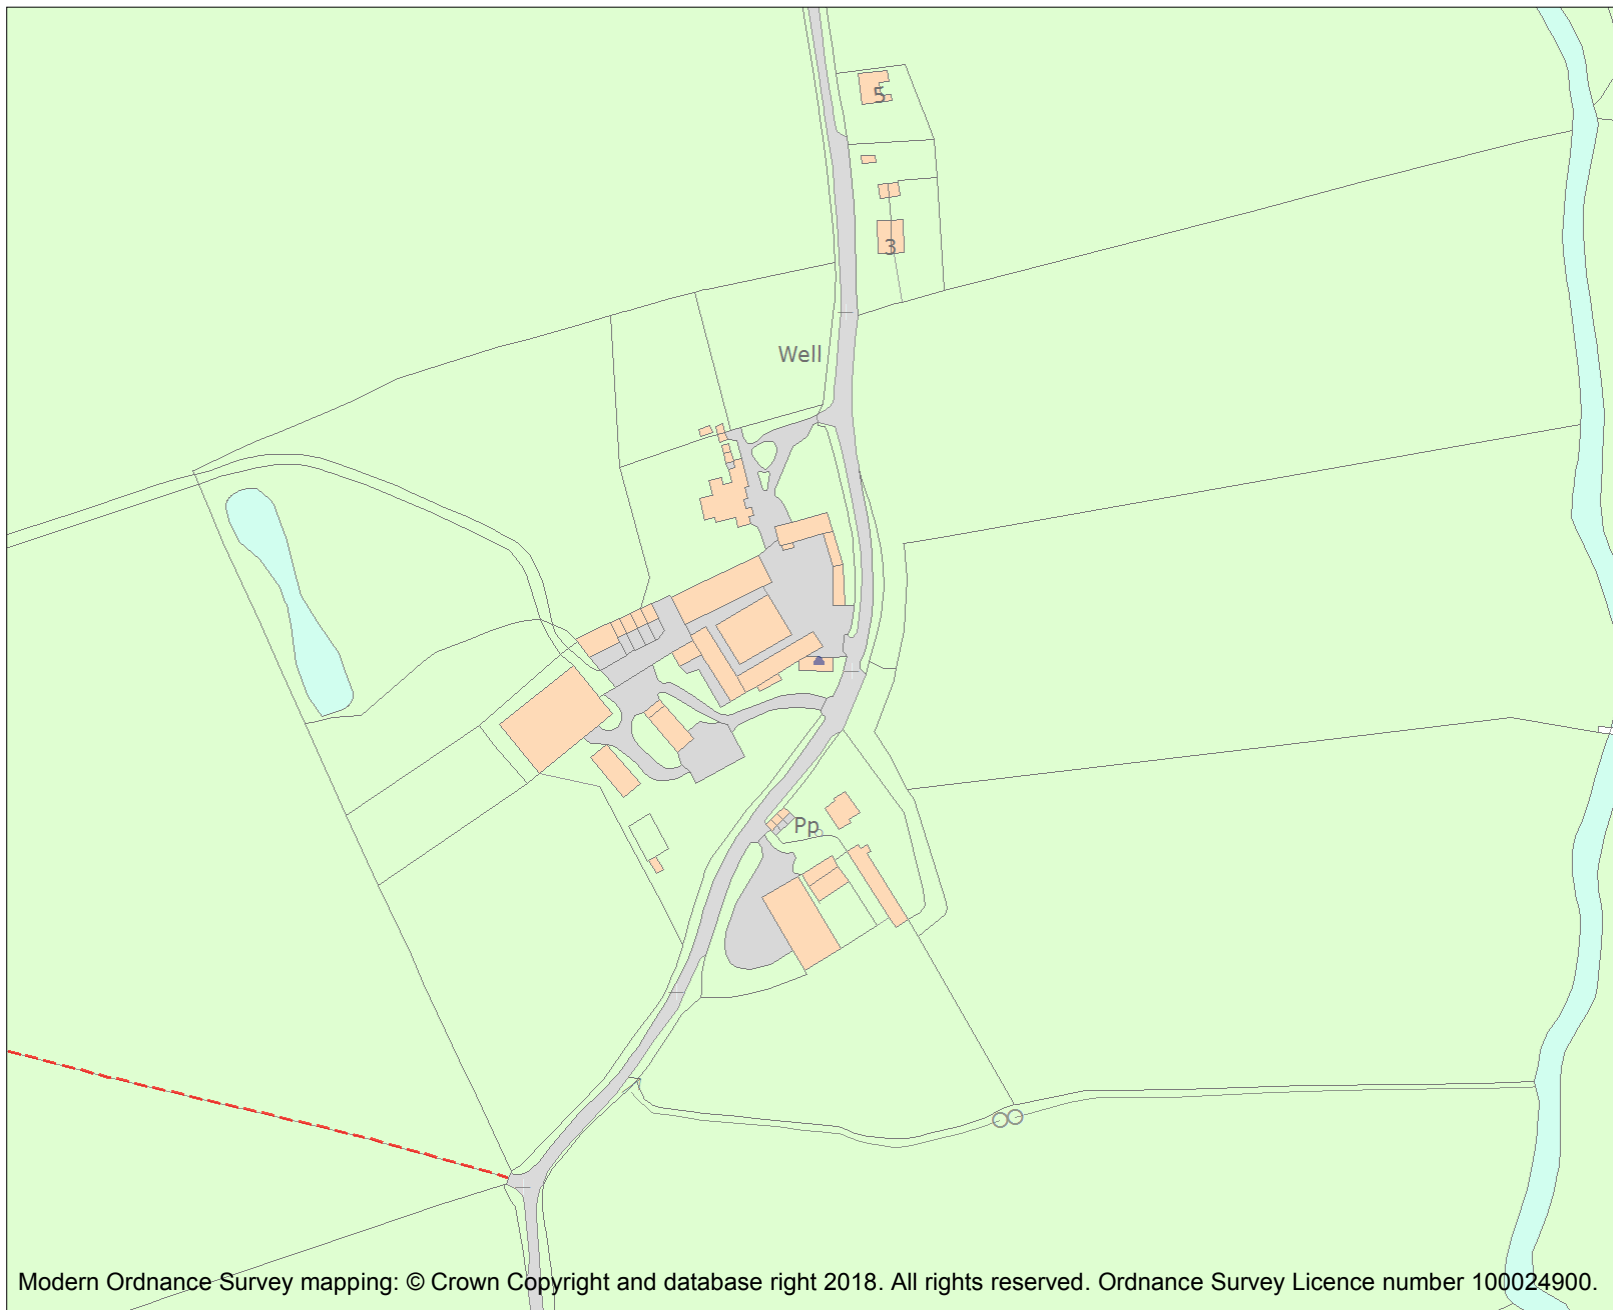 5
3
Well
Pp
Modern Ordnance Survey mapping: © Crown Copyright and database right 2018. All rights reserved. Ordnance Survey Licence number 100024900.